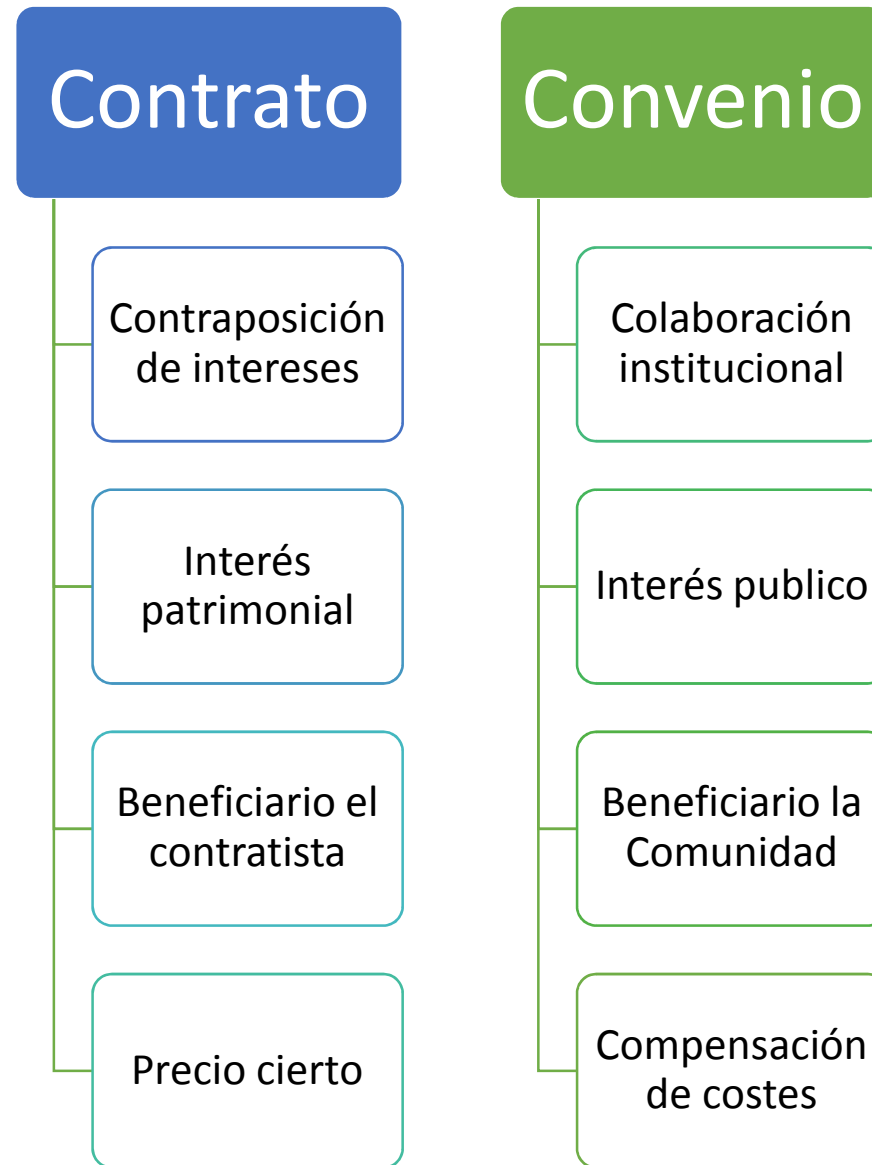 Contrato
Contraposición
de intereses
Interés
patrimonial
Beneficiario el
contratista
Precio cierto
Convenio
Colaboración
institucional
Interés publico
Beneficiario la
Comunidad
Compensación
de costes